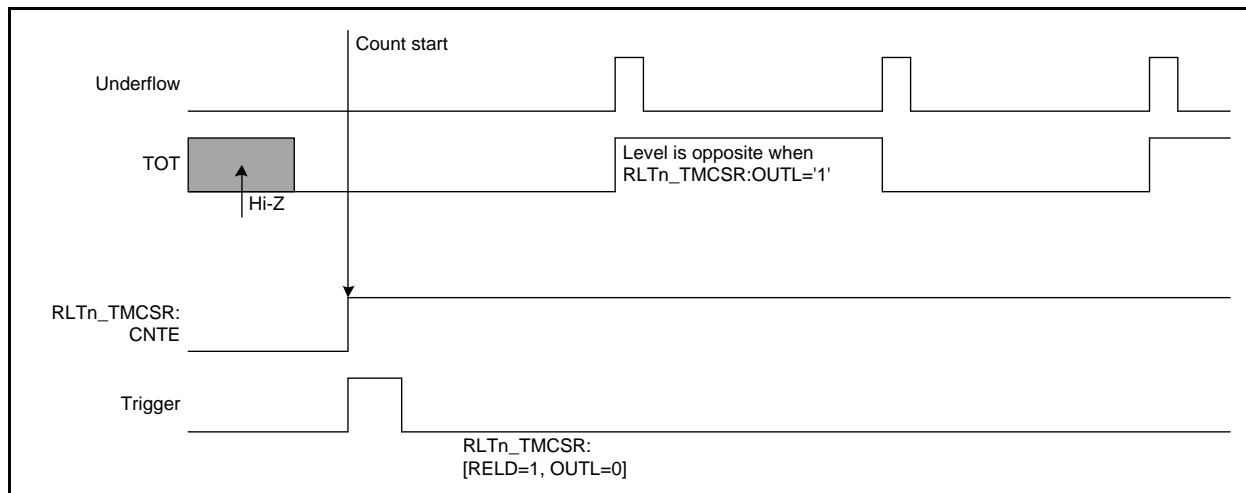 Count start
Underflow
TOT
Level is opposite when
RLTn_TMCSR:OUTL='1'
Hi-Z
RLTn_TMCSR:
CNTE
Trigger
RLTn_TMCSR:
[RELD=1, OUTL=0]